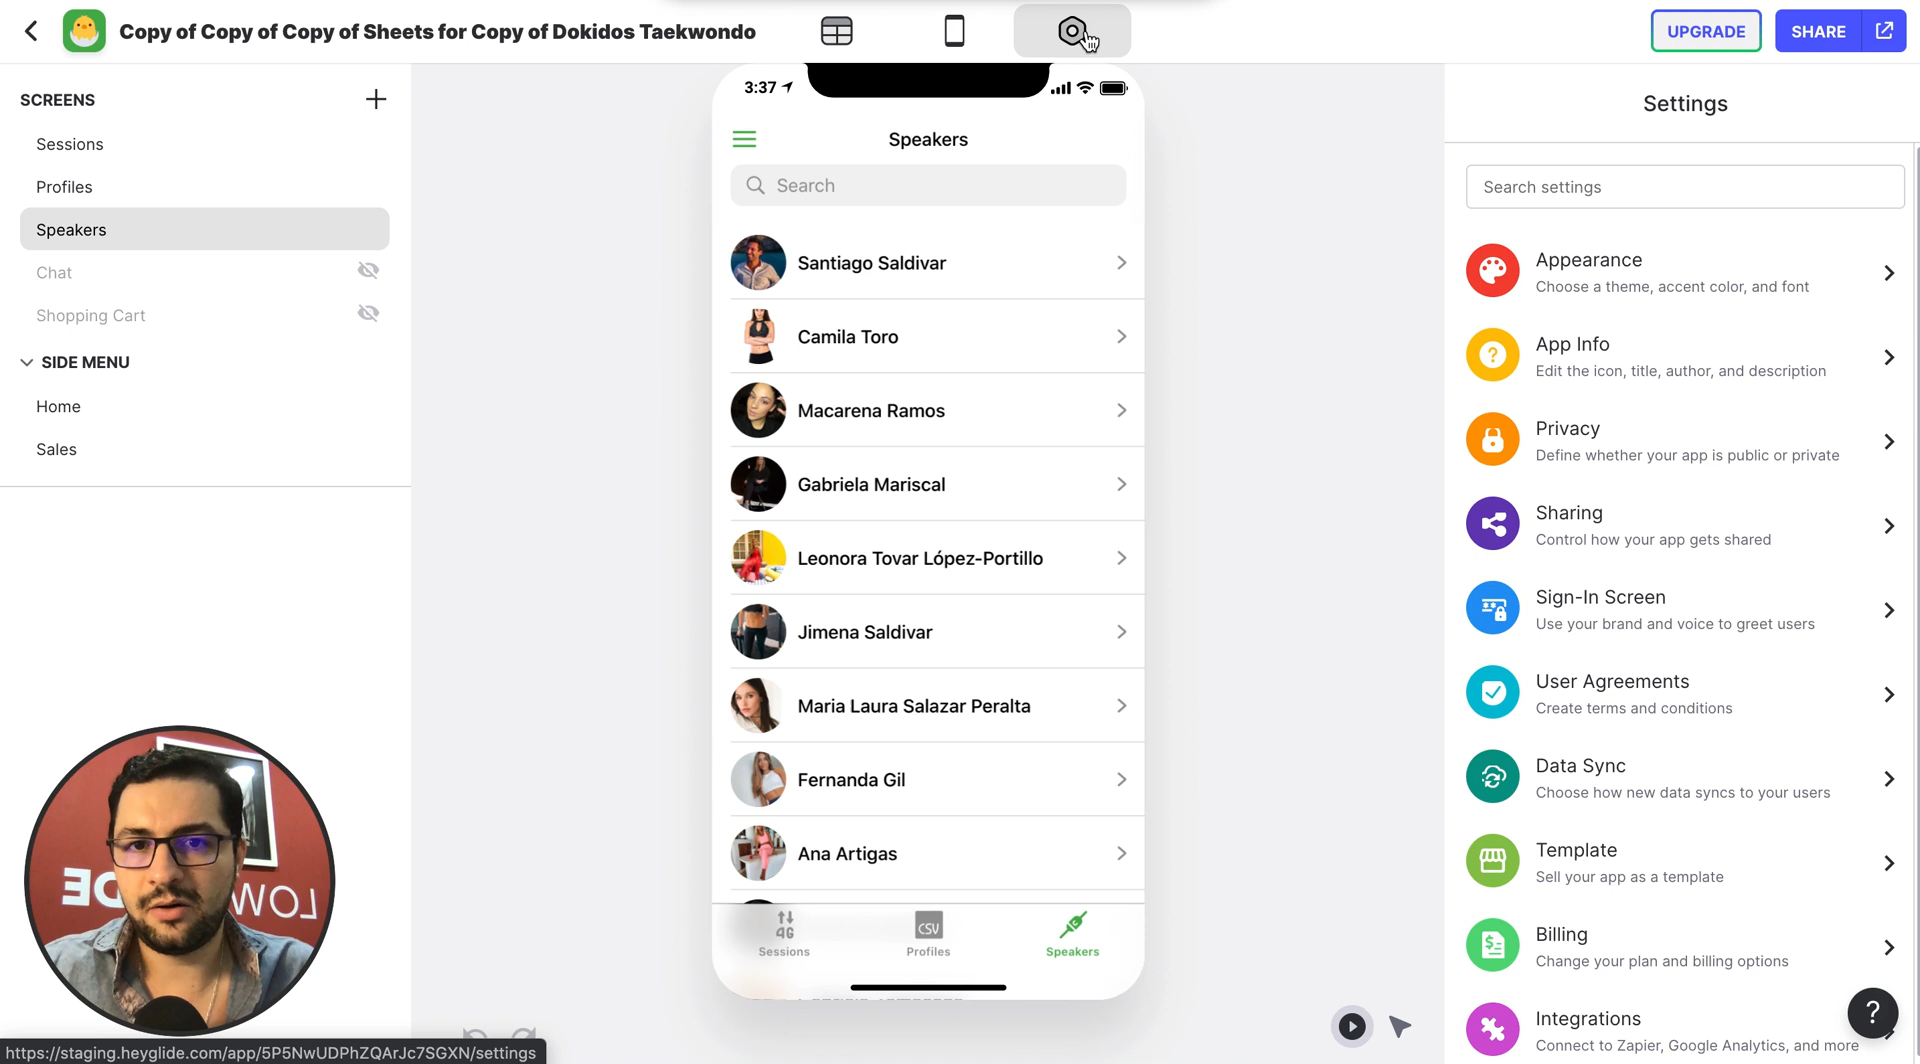 Copy of Copy of Copy of Sheets for Copy of Dokidos Taekwondo
UPGRADE
SHARE
SCREENS
Sessions
Profiles
Speakers
Chat
Shopping Cart
SIDE MENU
Home
Sales
3:37
Speakers
Search
Santiago Saldivar
Camila Toro
Macarena Ramos
Gabriela Mariscal
Leonora Tovar López-Portillo
Jimena Saldivar
Maria Laura Salazar Peralta
Fernanda Gil
Ana Artigas
4G
Sessions
CSV
Profiles
Speakers
Settings
Search settings
Appearance
Choose a theme, accent color, and font
App Info
Edit the icon, title, author, and description
Privacy
Define whether your app is public or private
Sharing
Control how your app gets shared
Sign-In Screen
Use your brand and voice to greet users
User Agreements
Create terms and conditions
Data Sync
Choose how new data syncs to your users
Template
Sell your app as a template
Billing
Change your plan and billing options
Integrations
Connect to Zapier, Google Analytics, and more
?
https://staging.heyglide.com/app/5P5NwUDPhZQArJc7SGXN/settings